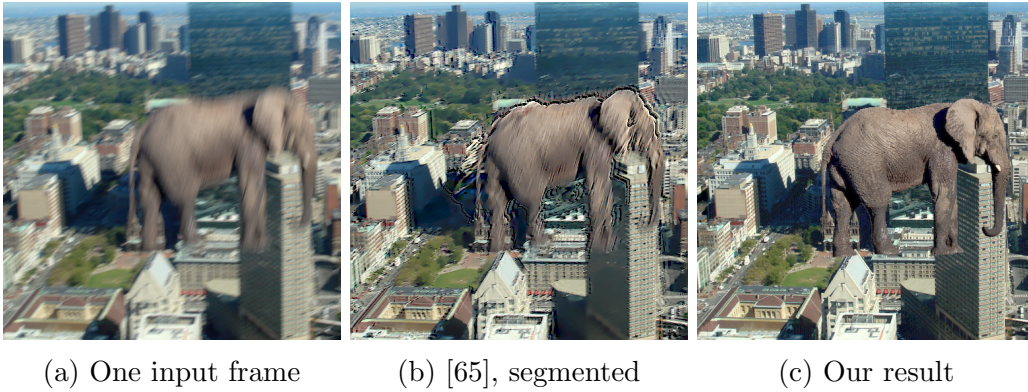 (a) One input frame
(b) [65], segmented
(c) Our result